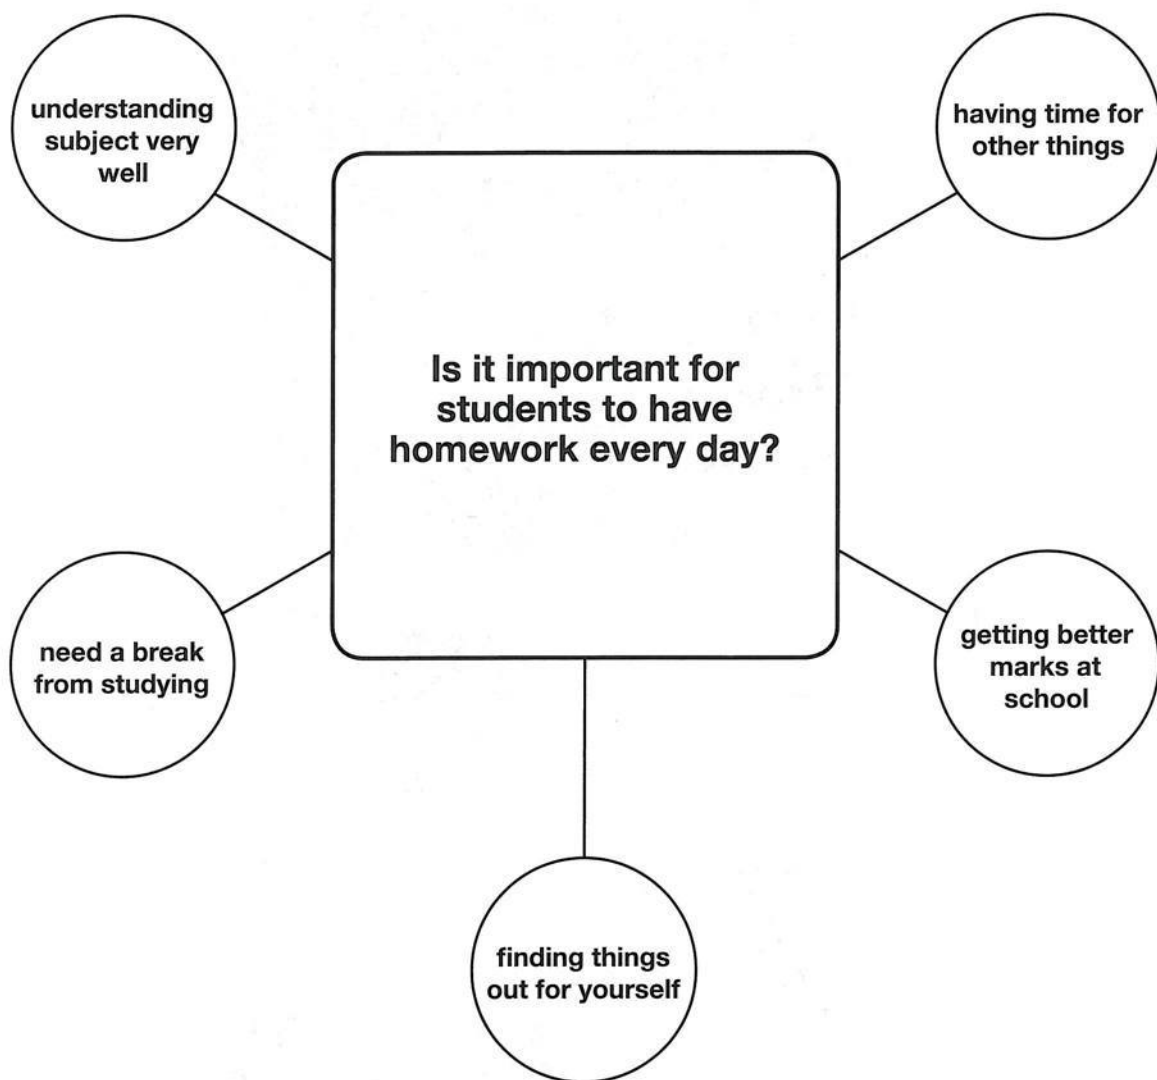 understanding
subject very
well
having time for
other things
Is it important for
students to have
homework every day?
need a break
from studying
getting better
marks at
school
finding things
out for yourself